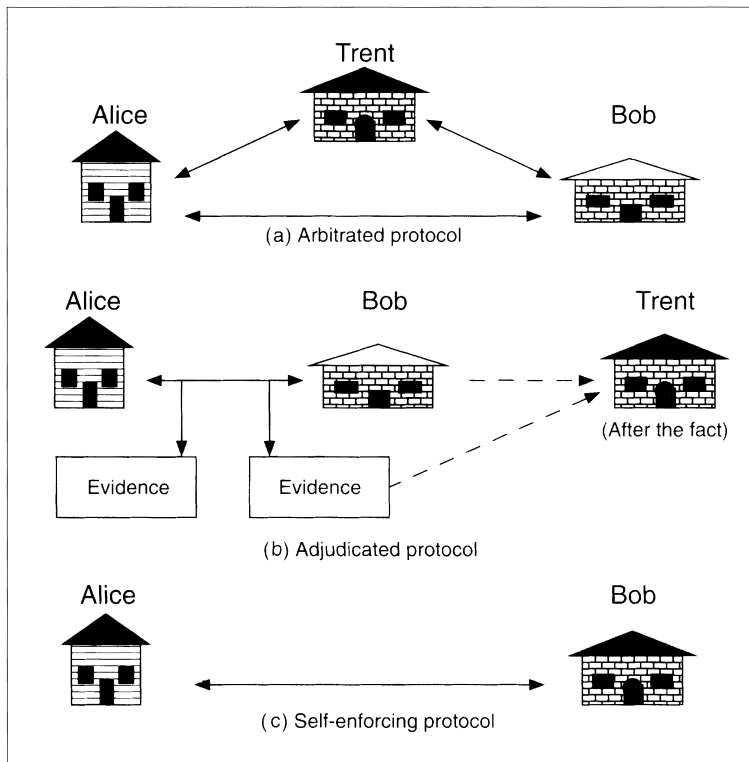 Trent
Alice
Bob
(a) Arbitrated protocol
Alice
Bob
Trent
(After the fact)
Evidence
Evidence
(b) Adjudicated protocol
Alice
Bob
(c) Self-enforcing protocol